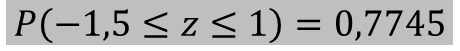 P(−1,5 ≤ z ≤ 1) = 0,7745